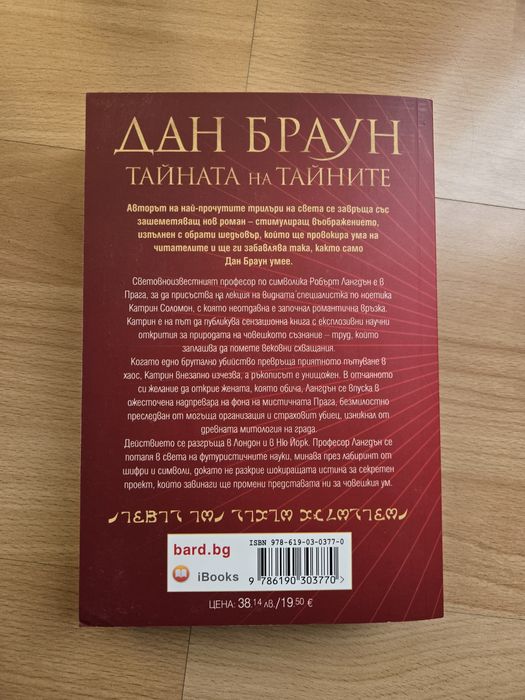 ДАН БРАУН
ТАЙНАТА НА ТАЙНИТЕ
Авторът на най-прочутите трилъри на света се завръща със
зашеметяващ нов роман – стимулиращ въображението,
изпълнен с обрати шедьовър, който ще провокира ума на
читателите и ще ги забавлява така, както само
Дан Браун умее.
Световноизвестният професор по символика Робърт Лангдън е в
Прага, за да присъства на лекция на видната специалистка по ноетика
Катрин Соломон, с която неотдавна е започнал романтична връзка.
Катрин е на път да публикува сензационна книга с експлозивни научни
открития за природата на човешкото съзнание – труд, който
заплашва да помете вековни схващания.
Когато едно брутално убийство превръща приятното пътуване в
хаос, Катрин внезапно изчезва, а ръкописът е унищожен. В отчаяното
си желание да открие жената, която обича, Лангдън се впуска в
ожесточена надпревара на фона на мистичната Прага, безмилостно
преследван от могъща организация и страховит убиец, изникнал от
древната митология на града.
Действието се разгръща в Лондон и в Ню Йорк. Професор Лангдън се
потапя в света на футуристичните науки, минава през лабиринт от
шифри и символи, докато не разкрие шокиращата истина за секретен
проект, който завинаги ще промени представата ни за човешкия ум.
bard.bg
iBooks
ISBN 978-619-03-0377-0
9 786190 303770 >
ЦЕНА: 38.14 лв./19.50 €